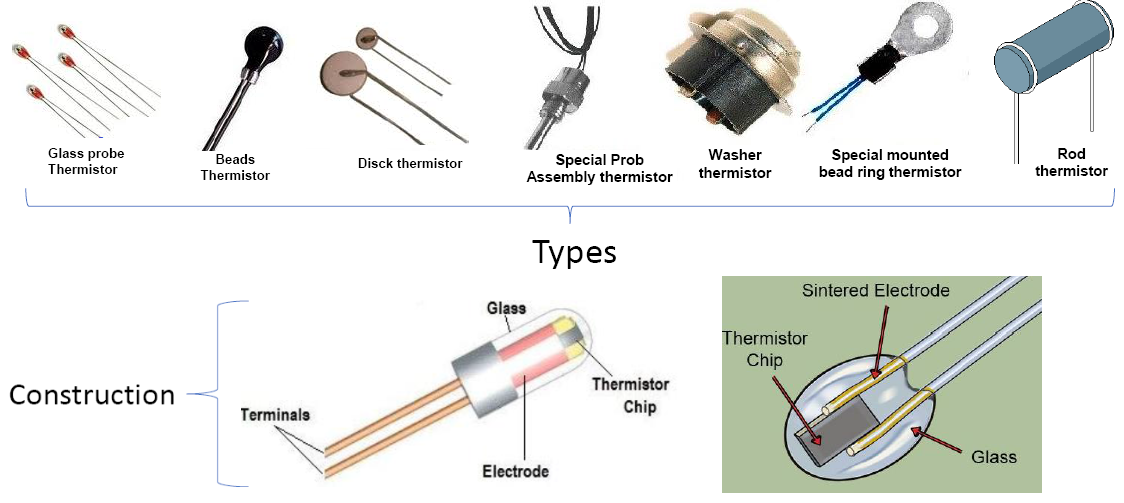 Glass probe
Thermistor
Beads
Thermistor
Disck thermistor
Special Prob
Assembly thermistor
Washer
thermistor
Special mounted
bead ring thermistor
Rod
thermistor
Types
Construction
Glass
Thermistor
Chip
Terminals
Electrode
Sintered Electrode
Thermistor
Chip
Glass